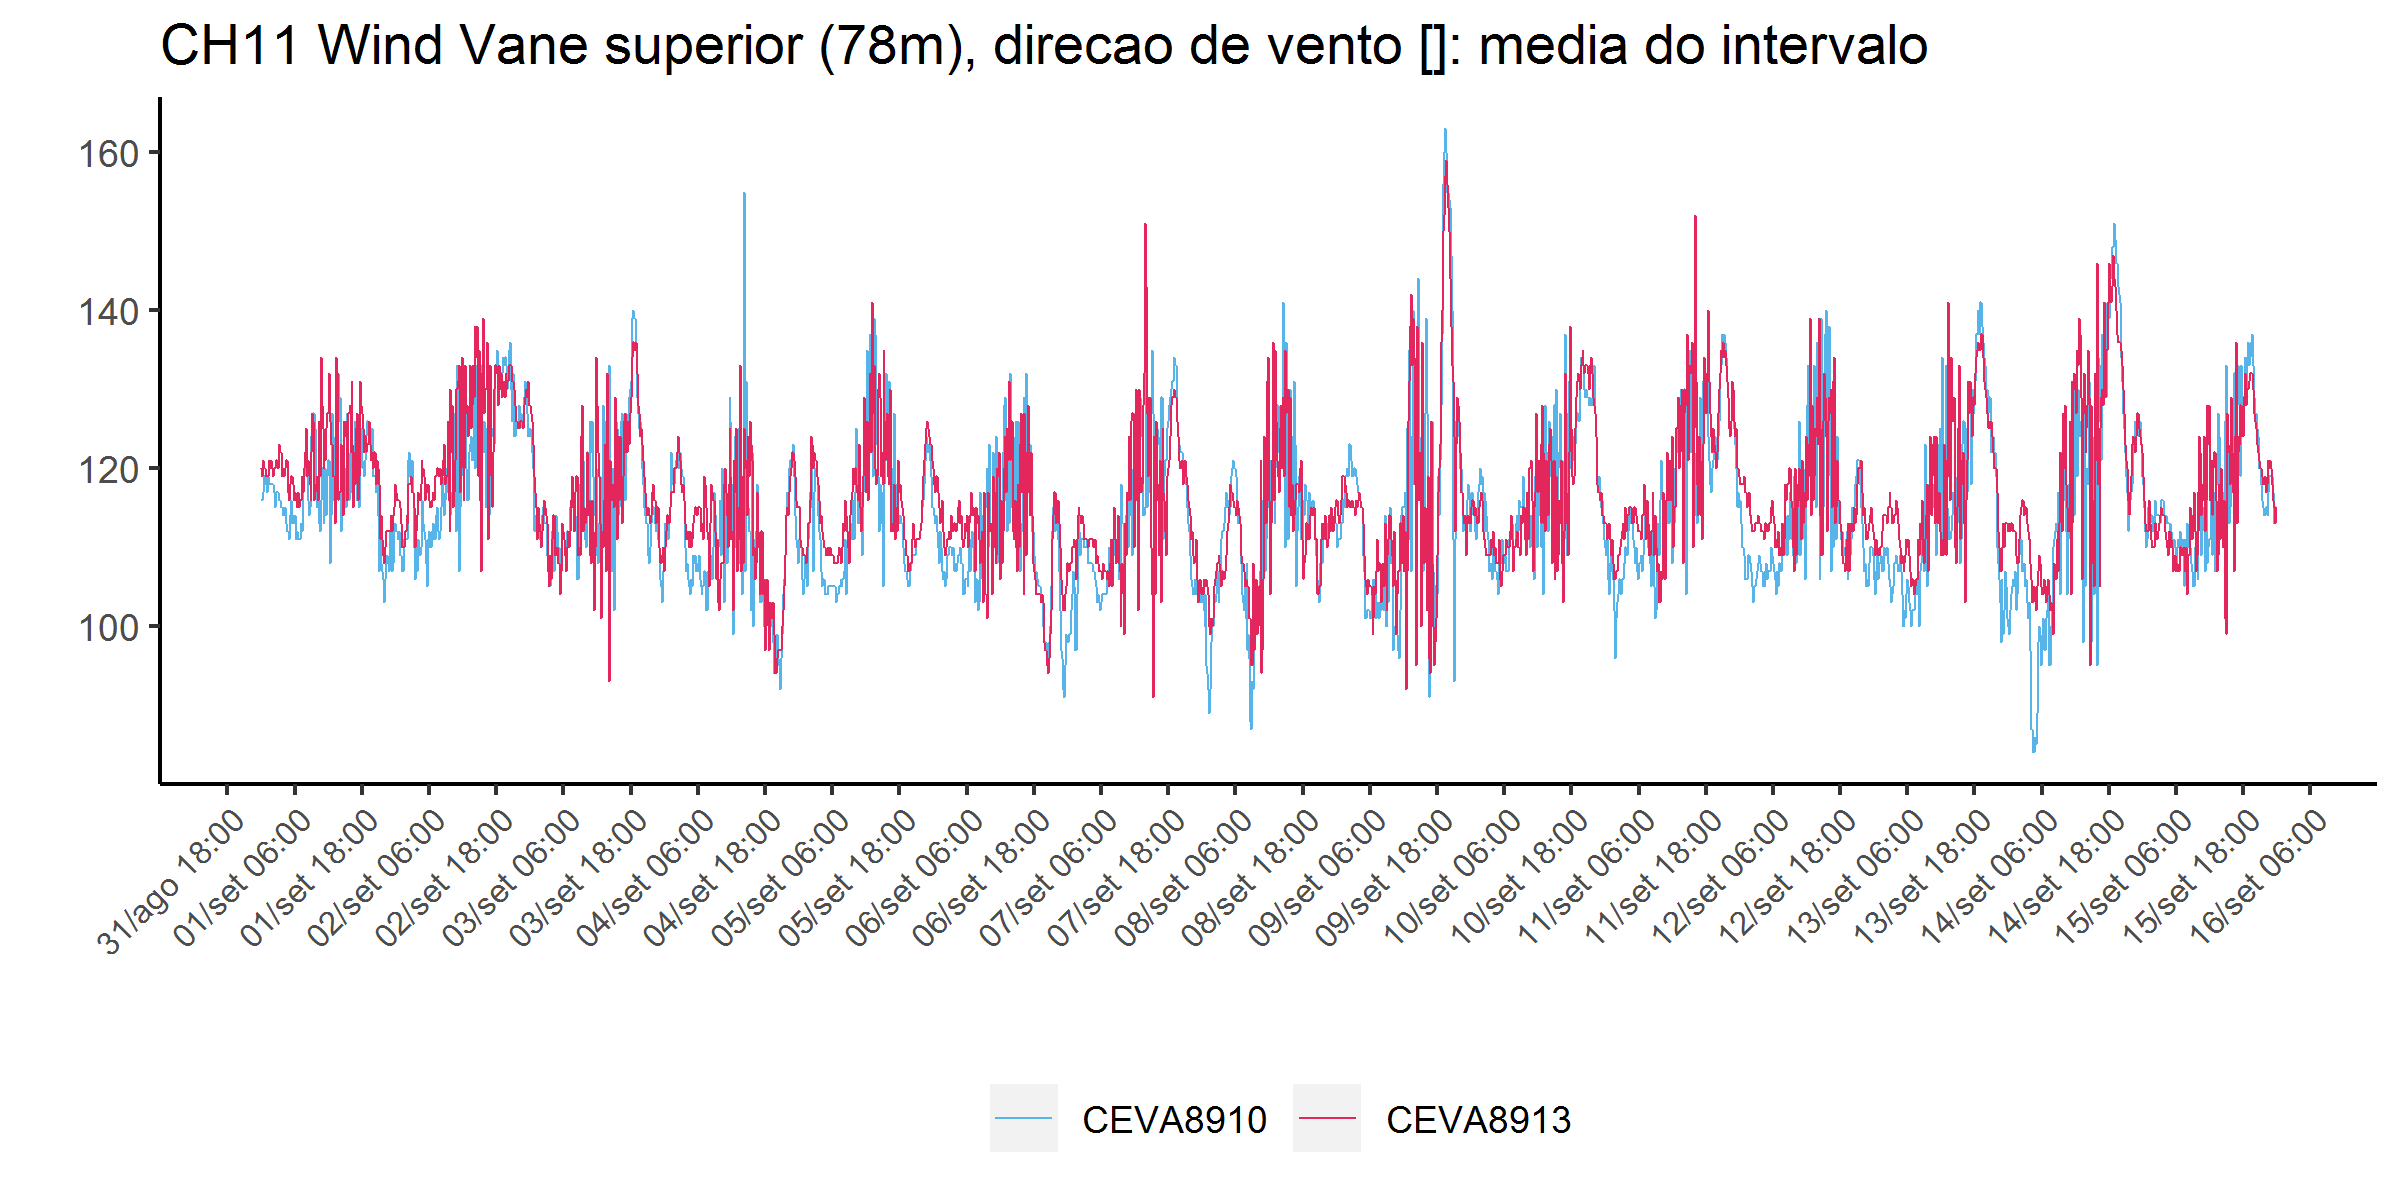 CH11 Wind Vane superior (78m), direcao de vento []: media do intervalo
160
140
120
100
31/ago 18:00
01/set 06:00
01/set 18:00
02/set 06:00
02/set 18:00
03/set 06:00
03/set 18:00
04/set 06:00
04/set 18:00
05/set 06:00
05/set 18:00
06/set 06:00
06/set 18:00
07/set 06:00
07/set 18:00
08/set 06:00
08/set 18:00
09/set 06:00
09/set 18:00
10/set 06:00
10/set 18:00
11/set 06:00
11/set 18:00
12/set 06:00
12/set 18:00
13/set 06:00
13/set 18:00
14/set 06:00
14/set 18:00
15/set 06:00
15/set 18:00
16/set 06:00
CEVA8910 CEVA8913